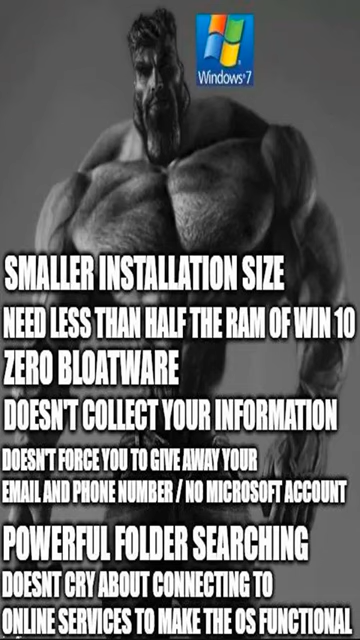 Windows 7
SMALLER INSTALLATION SIZE
NEED LESS THAN HALF THE RAM OF WIN 10
ZERO BLOATWARE
DOESN'T COLLECT YOUR INFORMATION
DOESN'T FORCE YOU TO GIVE AWAY YOUR
EMAIL AND PHONE NUMBER / NO MICROSOFT ACCOUNT
POWERFUL FOLDER SEARCHING
DOESNT CRY ABOUT CONNECTING TO
ONLINE SERVICES TO MAKE THE OS FUNCTIONAL